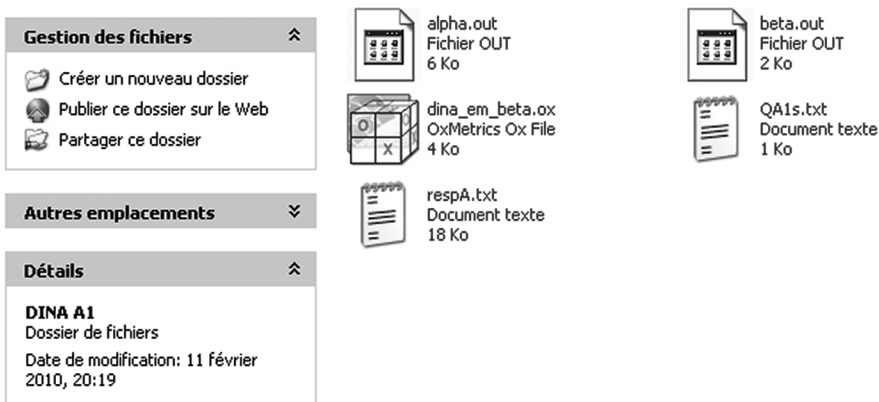 Gestion des fichiers
Créer un nouveau dossier
Publier ce dossier sur le Web
Partager ce dossier
Autres emplacements
Détails
DINA A1
Dossier de fichiers
Date de modification: 11 février
2010, 20:19
alpha.out
Fichier OUT
6 Ko
beta.out
Fichier OUT
2 Ko
dina_em_beta.ox
OxMetrics Ox File
4 Ko
QA1s.txt
Document texte
1 Ko
respA.txt
Document texte
18 Ko